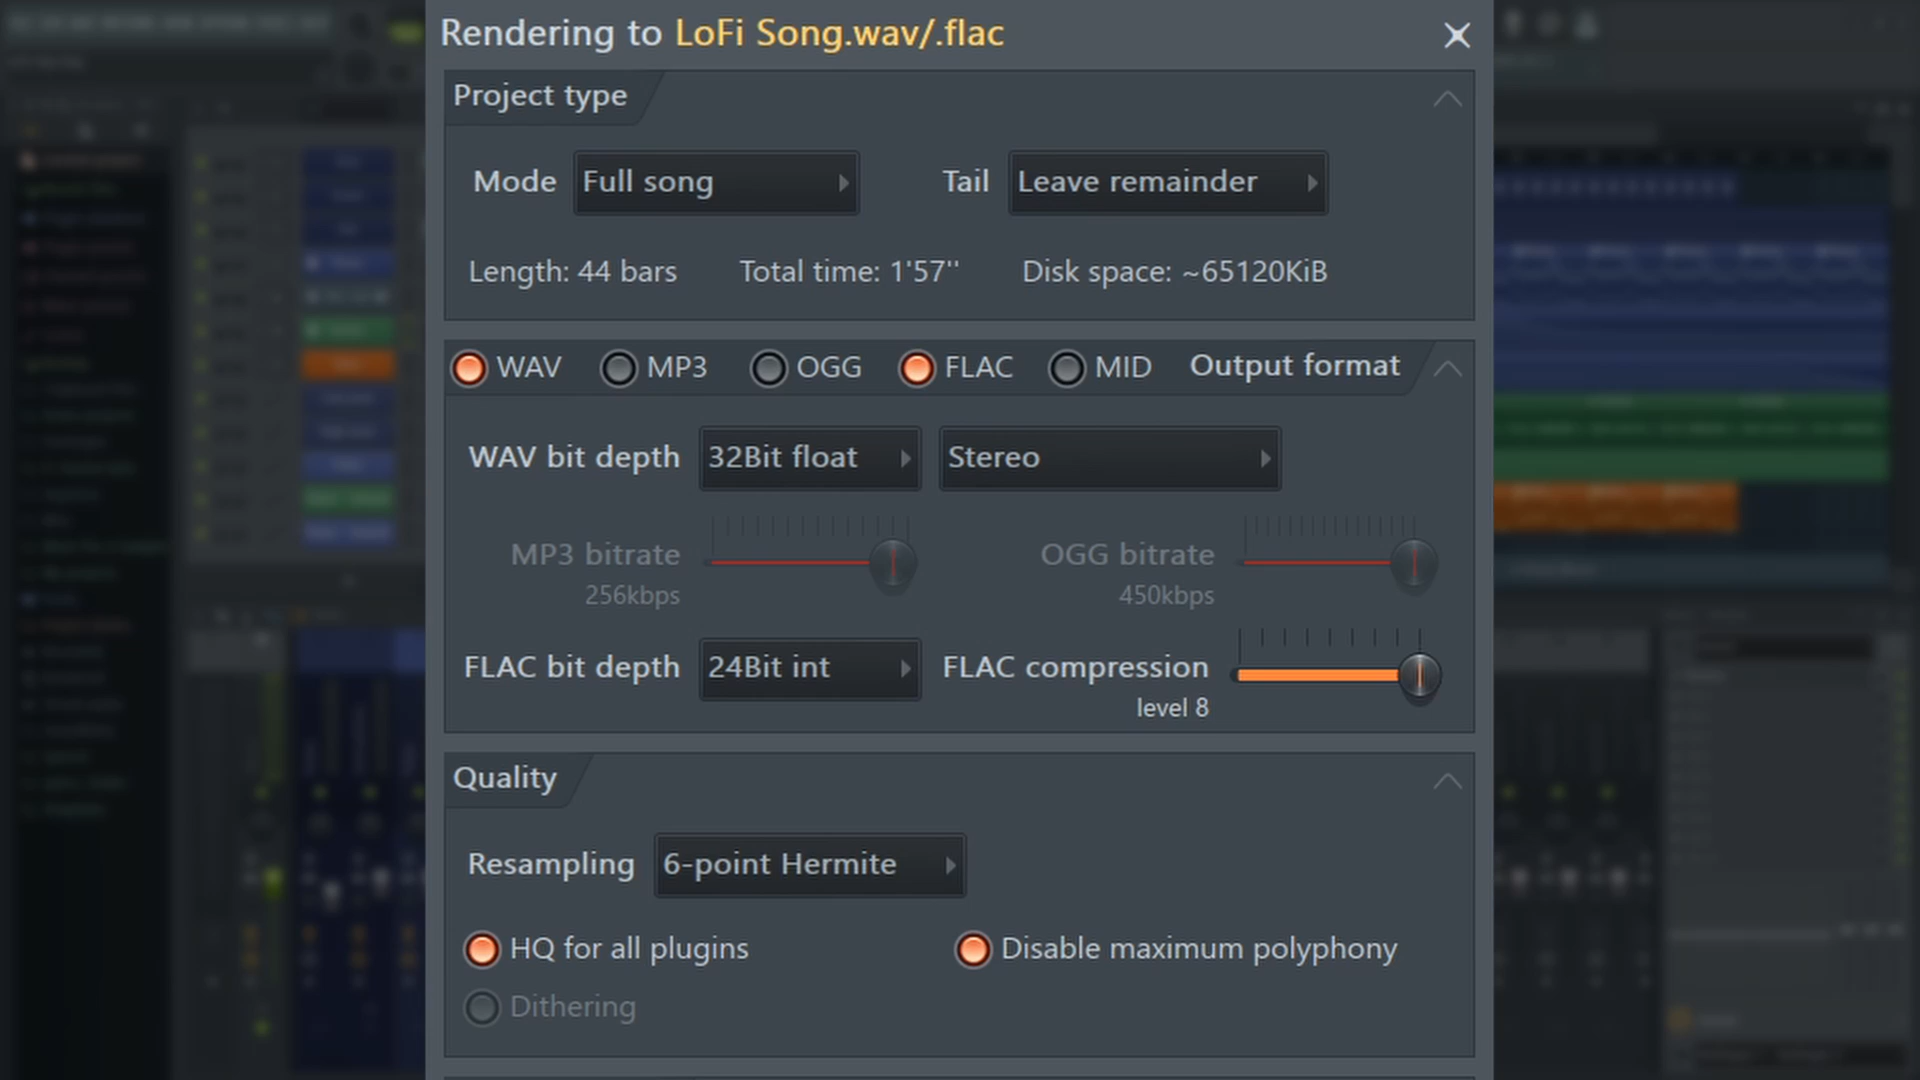 Rendering to LoFi Song.wav/.flac
Project type
Mode Full song Tail Leave remainder
Length: 44 bars Total time: 1'57'' Disk space: ~65120KiB
WAV MP3 OGG FLAC MID Output format
WAV bit depth 32Bit float Stereo
MP3 bitrate OGG bitrate
256kbps 450kbps
FLAC bit depth 24Bit int FLAC compression
level 8
Quality
Resampling 6-point Hermite
HQ for all plugins Disable maximum polyphony
Dithering